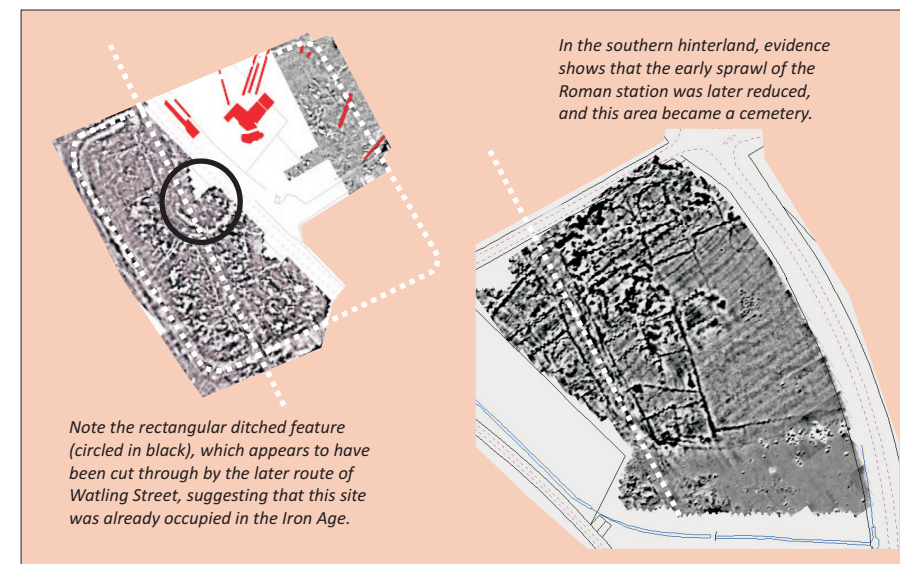 In the southern hinterland, evidence
shows that the early sprawl of the
Roman station was later reduced,
and this area became a cemetery.
Note the rectangular ditched feature
(circled in black), which appears to have
been cut through by the later route of
Watling Street, suggesting that this site
was already occupied in the Iron Age.